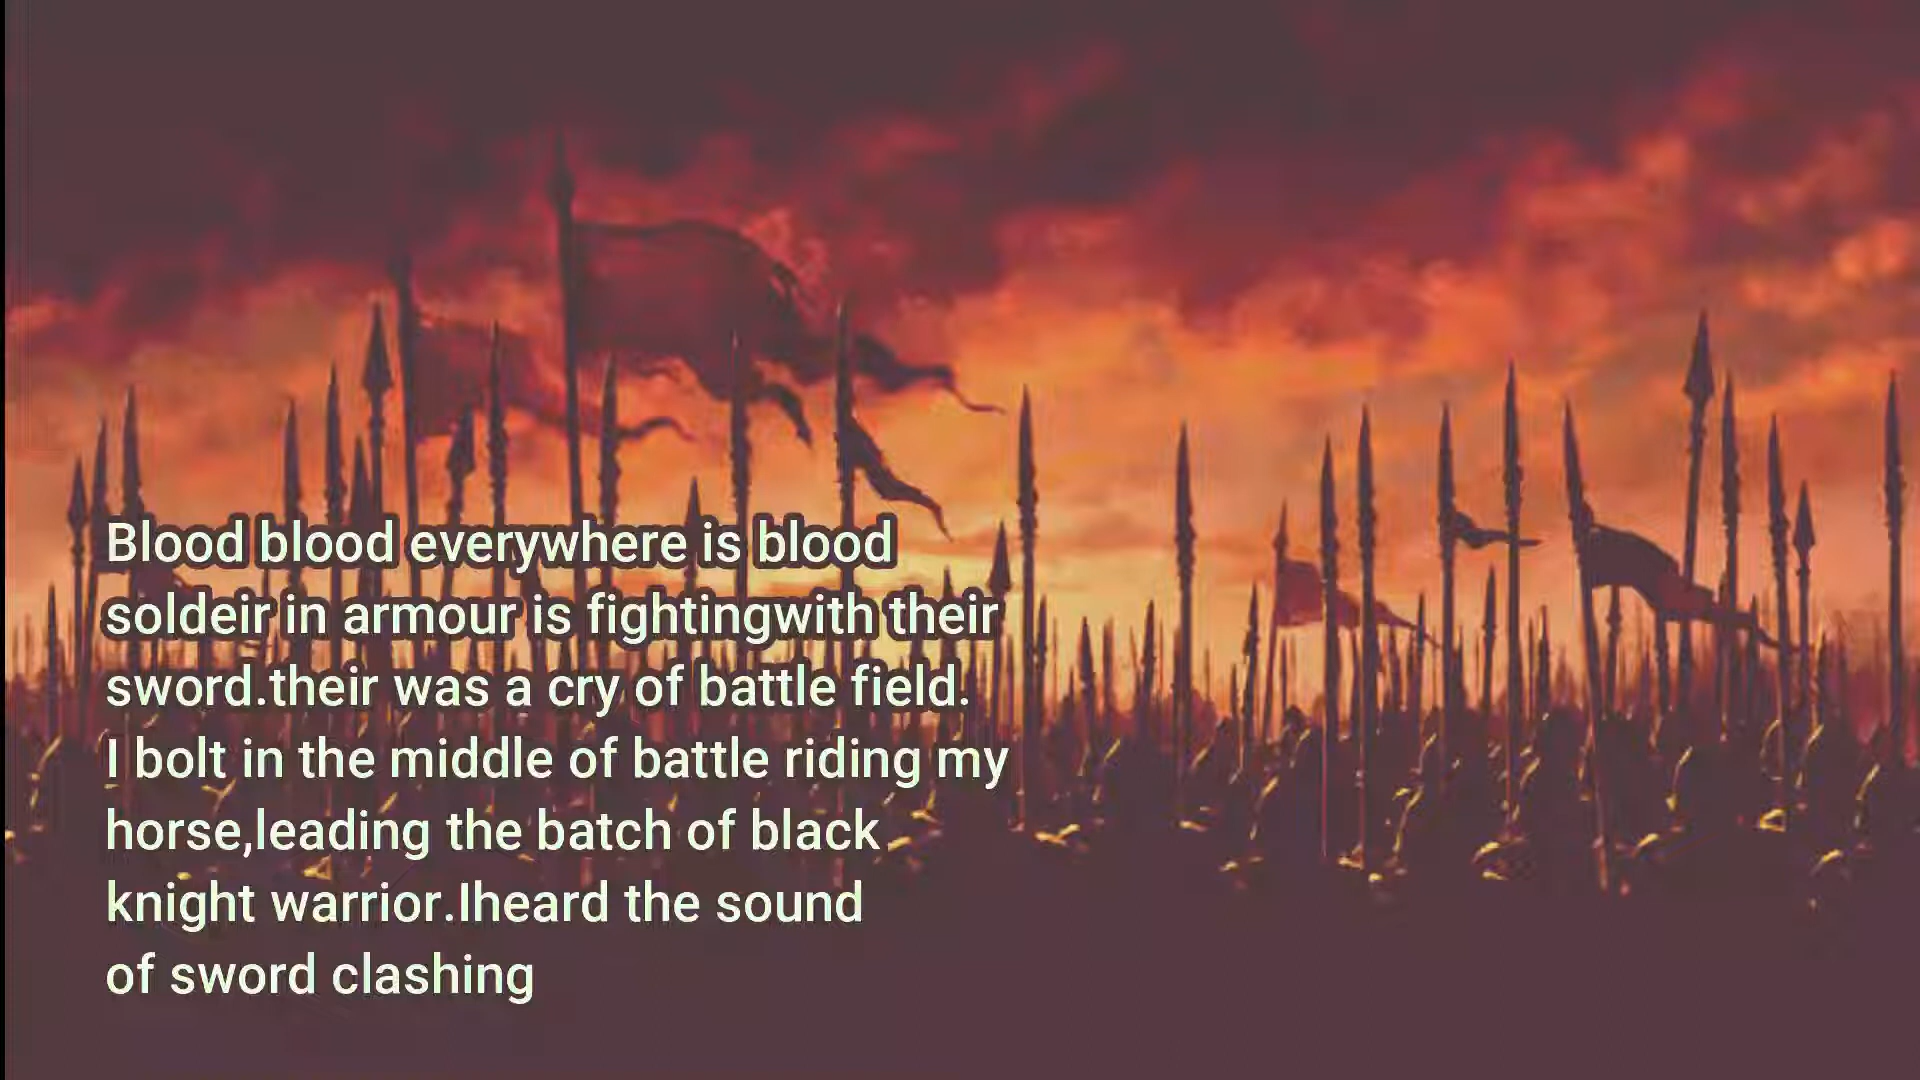 Blood blood everywhere is blood
soldeir in armour is fightingwith their
sword.their was a cry of battle field.
I bolt in the middle of battle riding my
horse,leading the batch of black
knight warrior.Iheard the sound
of sword clashing